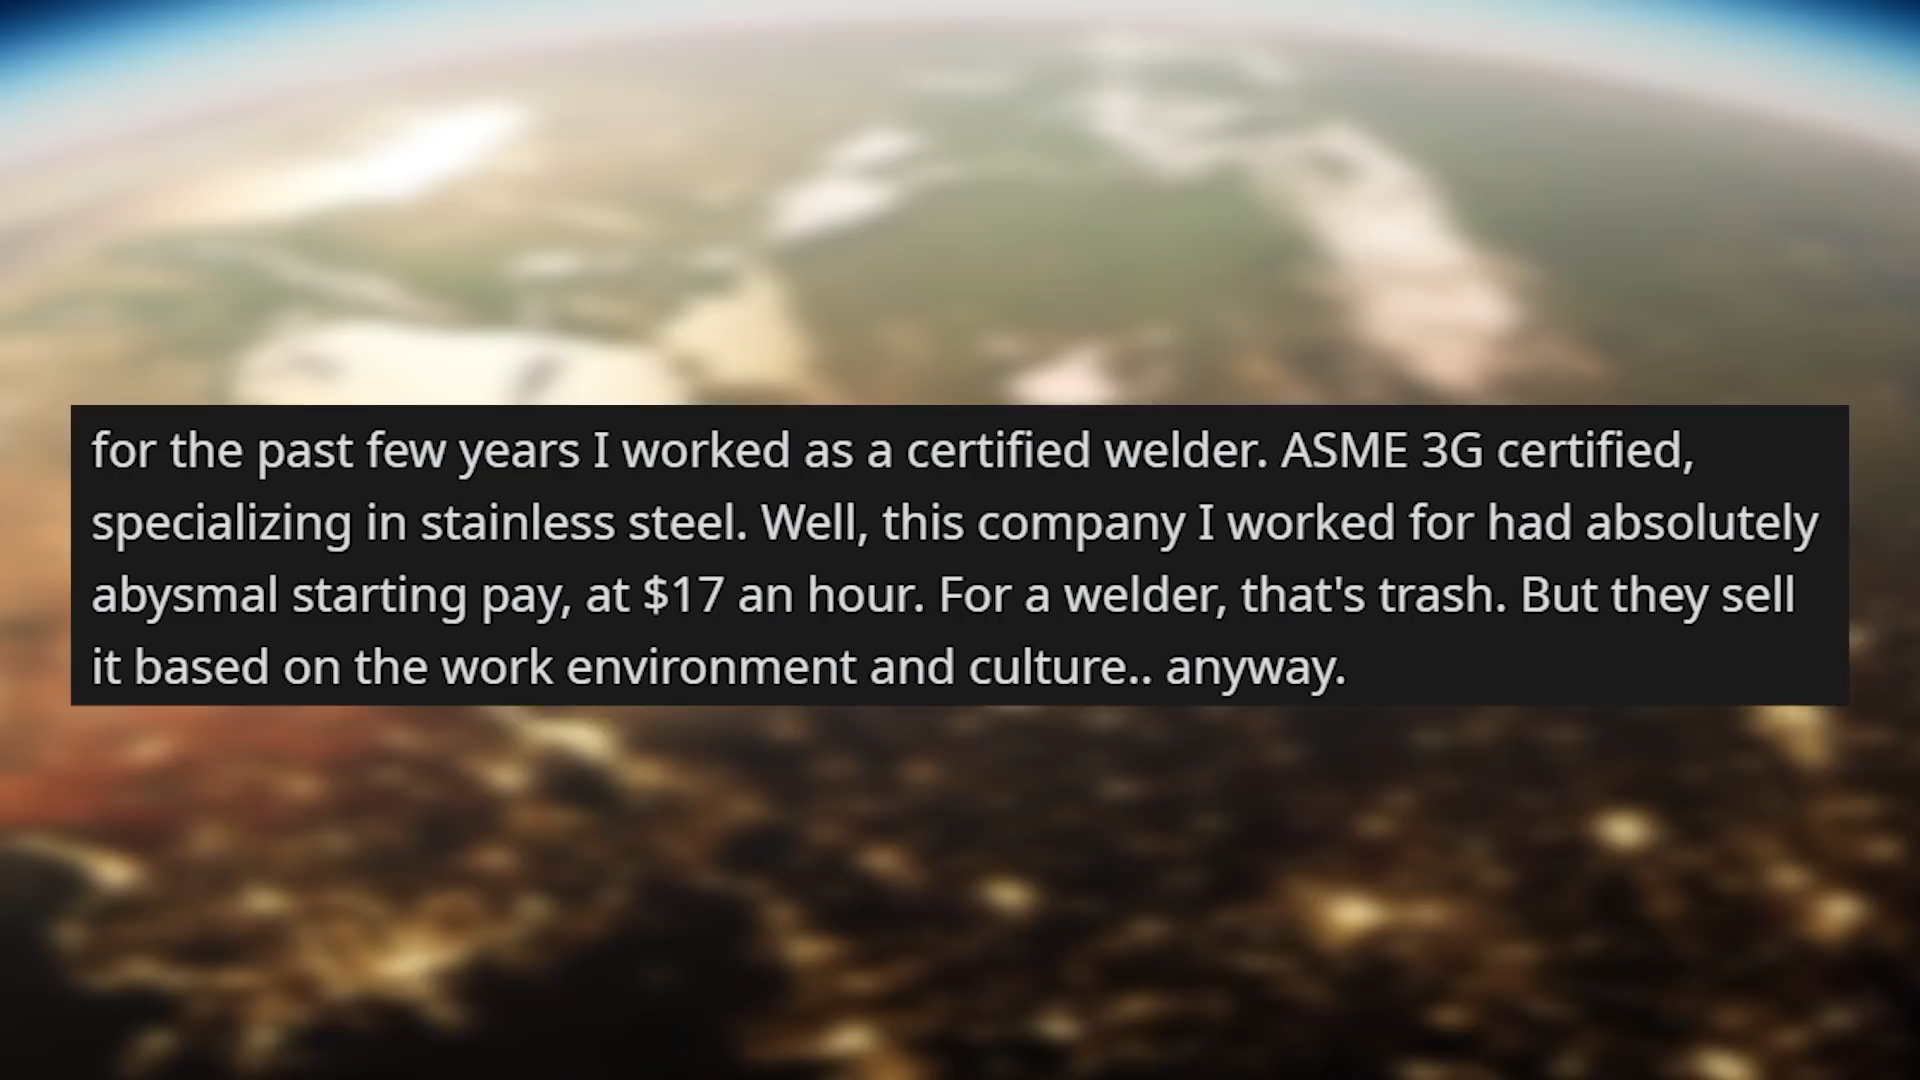 for the past few years I worked as a certified welder. ASME 3G certified,
specializing in stainless steel. Well, this company I worked for had absolutely
abysmal starting pay, at $17 an hour. For a welder, that's trash. But they sell
it based on the work environment and culture.. anyway.